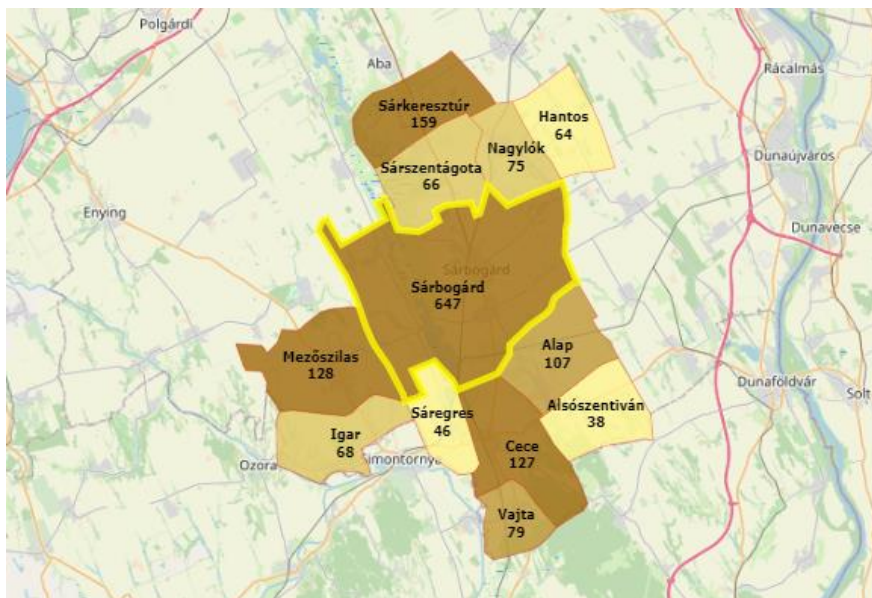 Polgárdi
Aba
Rácalmás
Sárkeresztúr
159
Hantos
64
Nagylók
75
Sárszentágota
66
Dunaújváros
Enying
Dunavecse
Sárbogárd
Sárbogárd
647
Mezőszilas
128
Alap
107
Dunaföldvár
Solt
Alsószentiván
38
Sáregres
46
Igar
68
Cece
127
Ozora
imontorny
Vajta
79